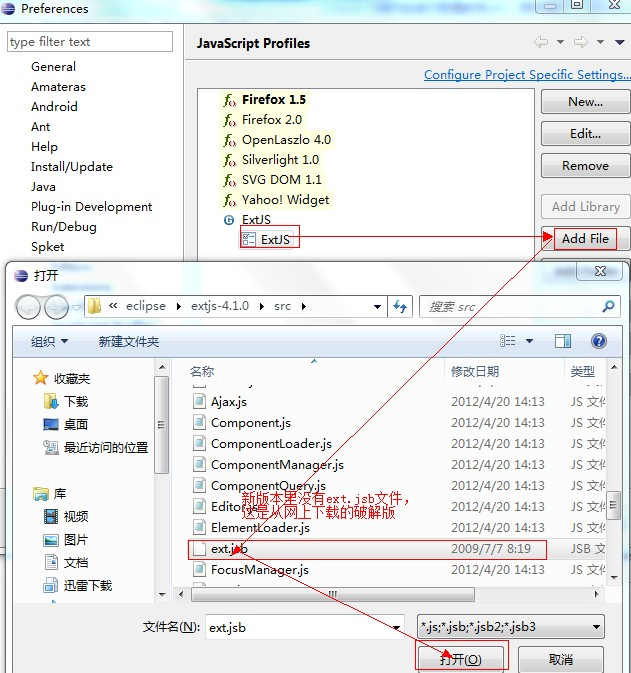 Preferences
type filter text
General
Amateras
Android
Ant
Help
Install/Update
Java
Plug-in Development
Run/Debug
Spket
JavaScript Profiles
Configure Project Specific Settings...
Firefox 1.5
Firefox 2.0
OpenLaszlo 4.0
Silverlight 1.0
SVG DOM 1.1
Yahoo! Widget
ExtJS
ExtJS
New...
Edit...
Remove
Add Library
Add File
打开
« eclipse extjs-4.1.0 src
搜索 src
组织
新建文件夹
收藏夹
下载
桌面
最近访问的位置
库
视频
图片
文档
迅雷下载
名称 修改日期 类型
Ajax.js 2012/4/20 14:13 JS 文件
Component.js 2012/4/20 14:13 JS 文件
ComponentLoader.js 2012/4/20 14:13 JS 文件
ComponentManager.js 2012/4/20 14:13 JS 文件
ComponentQuery.js 2012/4/20 14:13 JS 文件
新版本里没有ext.jsb文件，
这是从网上下载的破解版
Editor.js 2012/4/20 14:13 JS 文件
ElementLoader.js 2012/4/20 14:13 JS 文件
ext.jsb 2009/7/7 8:19 JSB 文
FocusManager.js 2012/4/20 14:13 JS 文件
文件名(N):
ext.jsb
*.js;*.jsb;*.jsb2;*.jsb3
打开(O)
取消